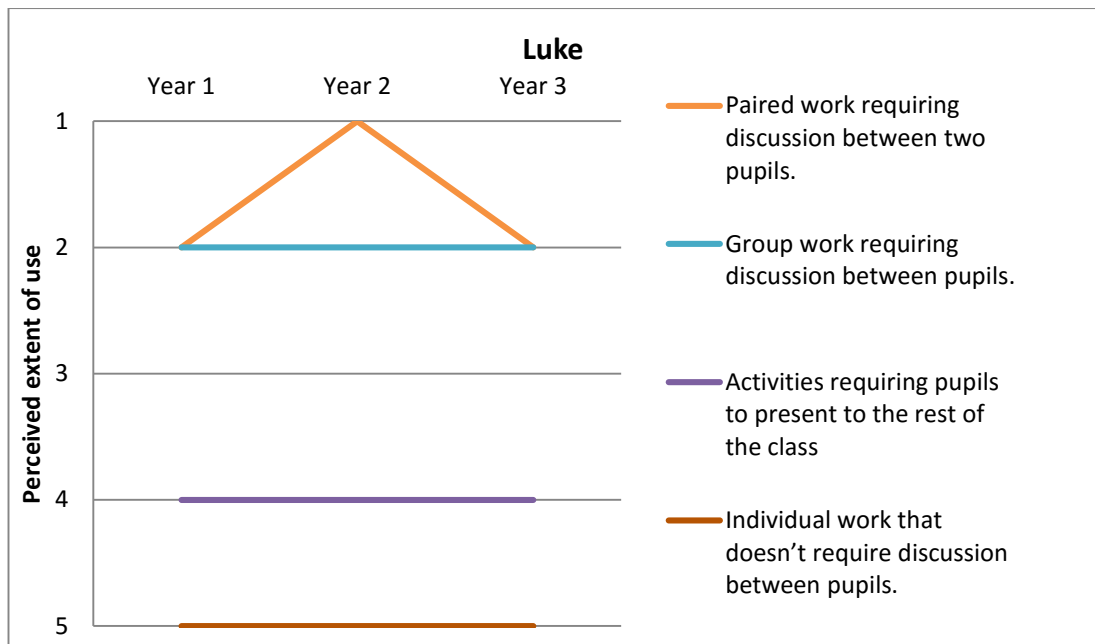 Luke
Year 1 Year 2 Year 3
1
2
3
4
5
Perceived extent of use
Paired work requiring
discussion between two
pupils.
Group work requiring
discussion between pupils.
Activities requiring pupils
to present to the rest of
the class
Individual work that
doesn’t require discussion
between pupils.